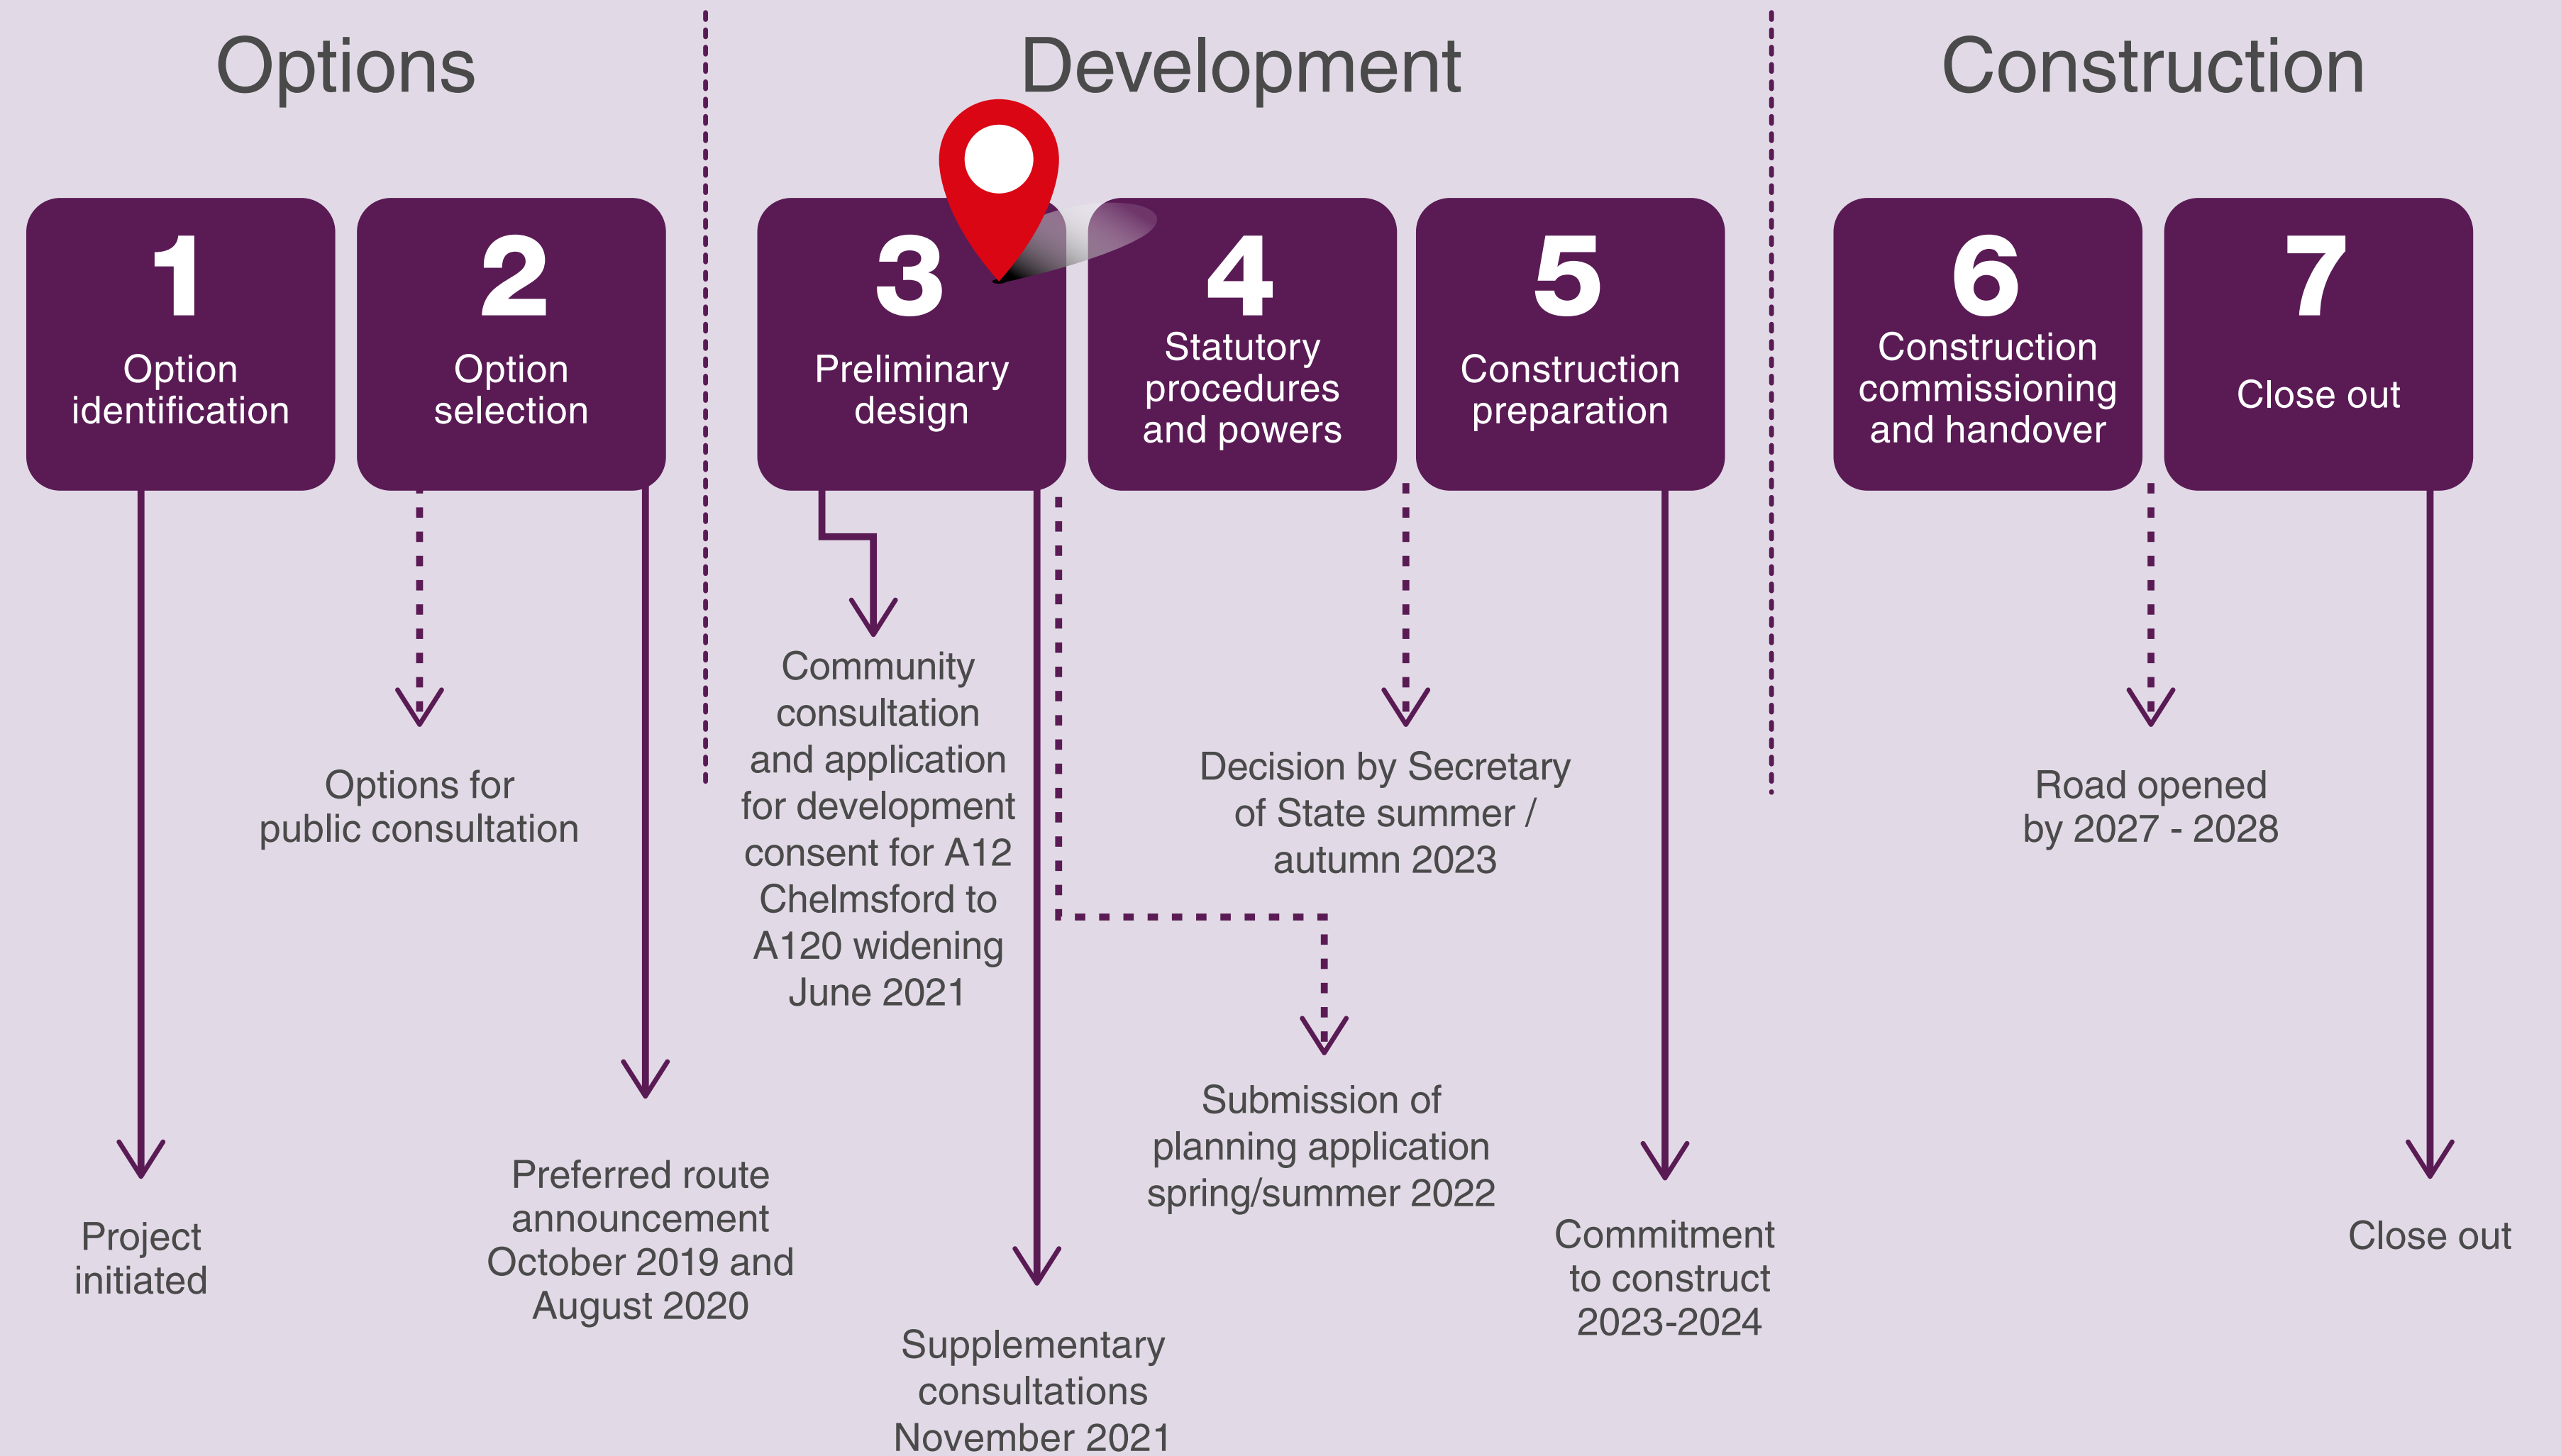 Options
Development
Construction
1
Option
identification
2
Option
selection
3
Preliminary
design
4
Statutory
procedures
and powers
5
Construction
preparation
6
Construction
commissioning
and handover
7
Close out
Project
initiated
Options for
public consultation
Preferred route
announcement
October 2019 and
August 2020
Community
consultation
and application
for development
consent for A12
Chelmsford to
A120 widening
June 2021
Supplementary
consultations
November 2021
Submission of
planning application
spring/summer 2022
Decision by Secretary
of State summer /
autumn 2023
Commitment
to construct
2023-2024
Road opened
by 2027 - 2028
Close out